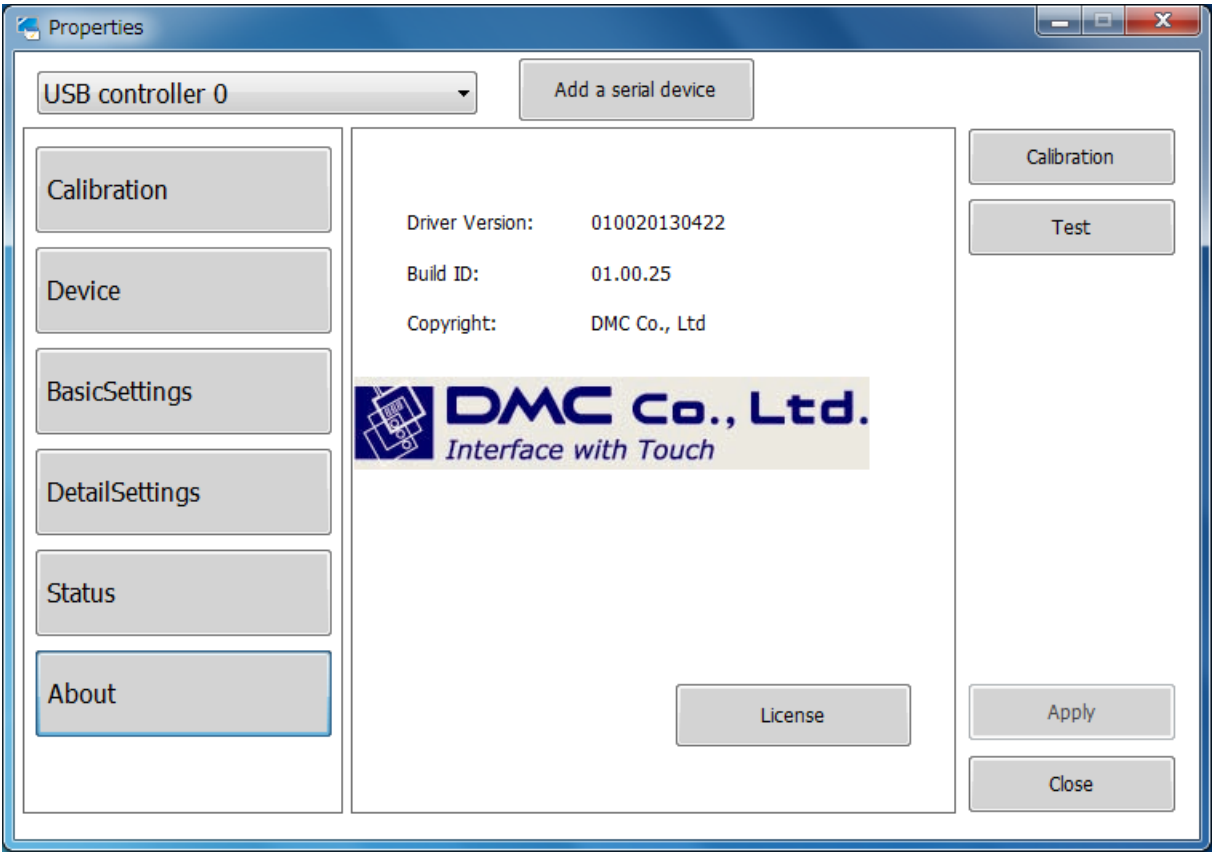 Properties
USB controller 0
Add a serial device
Calibration
Device
BasicSettings
DetailSettings
Status
About
Driver Version: 010020130422
Build ID: 01.00.25
Copyright: DMC Co., Ltd
DMC Co., Ltd.
Interface with Touch
License
Calibration
Test
Apply
Close